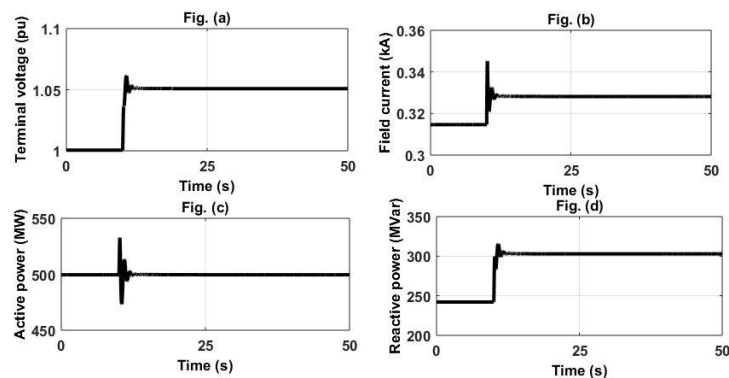 Fig. (a)
Terminal voltage (pu)
1.1
1.05
1
0 25 50
Time (s)
Fig. (b)
Field current (kA)
0.36
0.34
0.32
0.3
0 25 50
Time (s)
Fig. (c)
Active power (MW)
550
500
450
0 25 50
Time (s)
Fig. (d)
Reactive power (MVar)
350
300
250
200
0 25 50
Time (s)